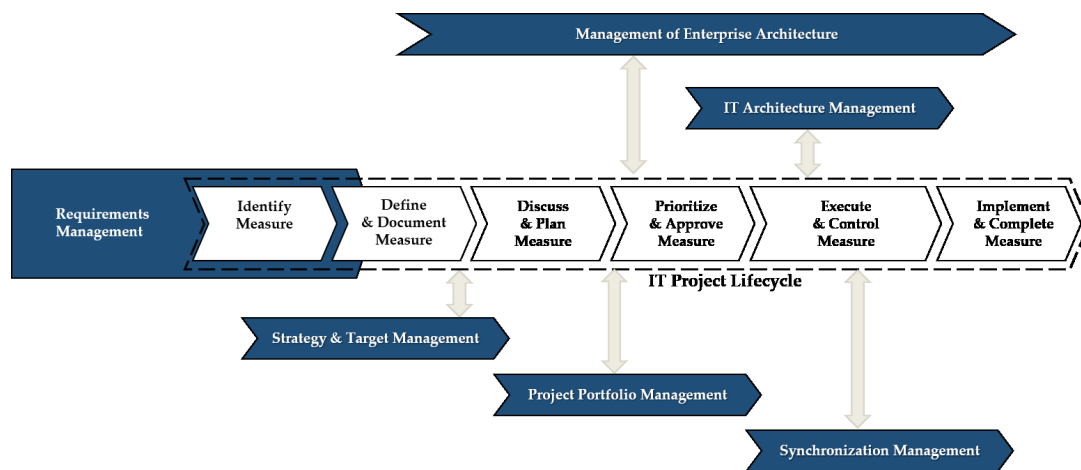 Management of Enterprise Architecture
IT Architecture Management
Requirements
Management
Identify
Measure
Define
& Document
Measure
Discuss
& Plan
Measure
Prioritize
& Approve
Measure
Execute
& Control
Measure
Implement
& Complete
Measure
IT Project Lifecycle
Strategy & Target Management
Project Portfolio Management
Synchronization Management